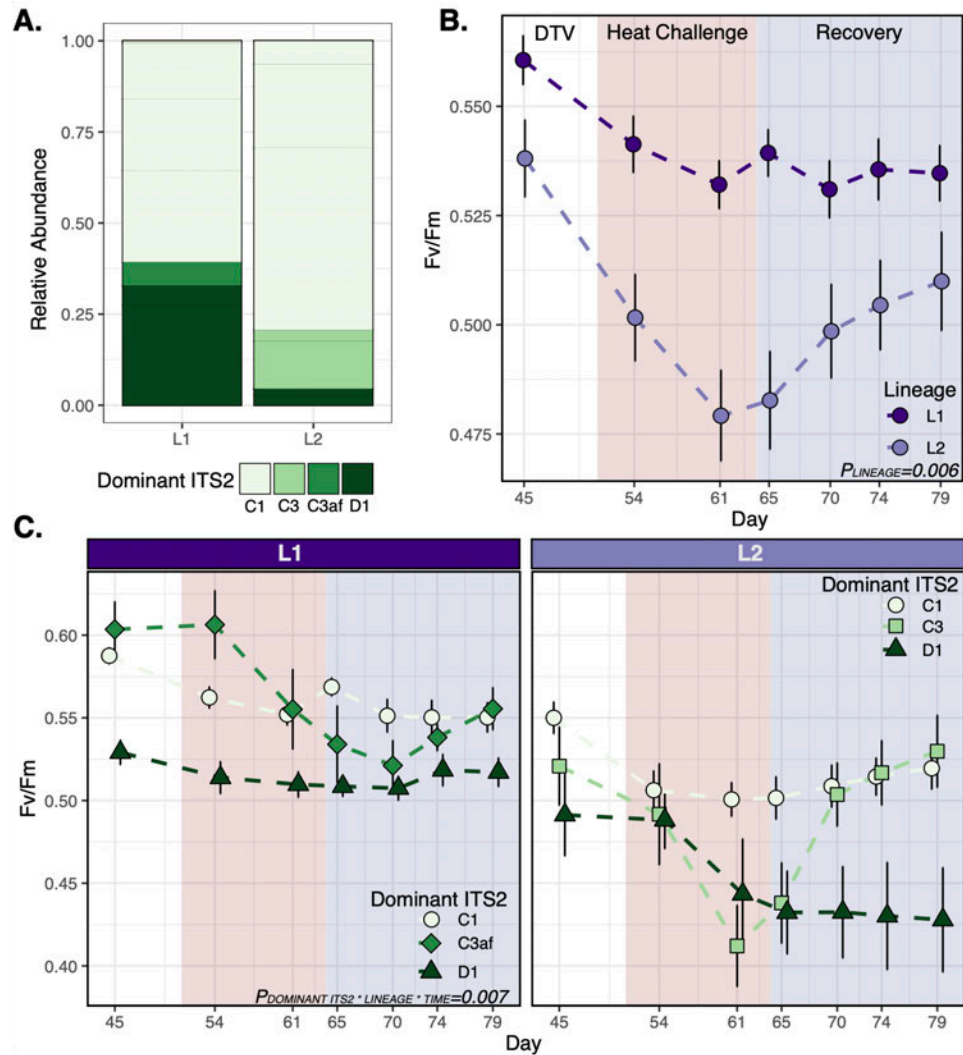 A.
Relative Abundance
1.00
0.75
0.50
0.25
0.00
L1 L2
Dominant ITS2
C1 C3 C3af D1
B.
DTV Heat Challenge Recovery
Fv/Fm
0.550
0.525
0.500
0.475
Lineage
L1
L2
PLINEAGE=0.006
45 54 61 65 70 74 79
Day
C.
L1
Fv/Fm
0.60
0.55
0.50
0.45
0.40
Dominant ITS2
C1
C3af
D1
PDOMINANT ITS2 * LINEAGE * TIME=0.007
45 54 61 65 70 74 79
L2
Dominant ITS2
C1
C3
D1
45 54 61 65 70 74 79
Day